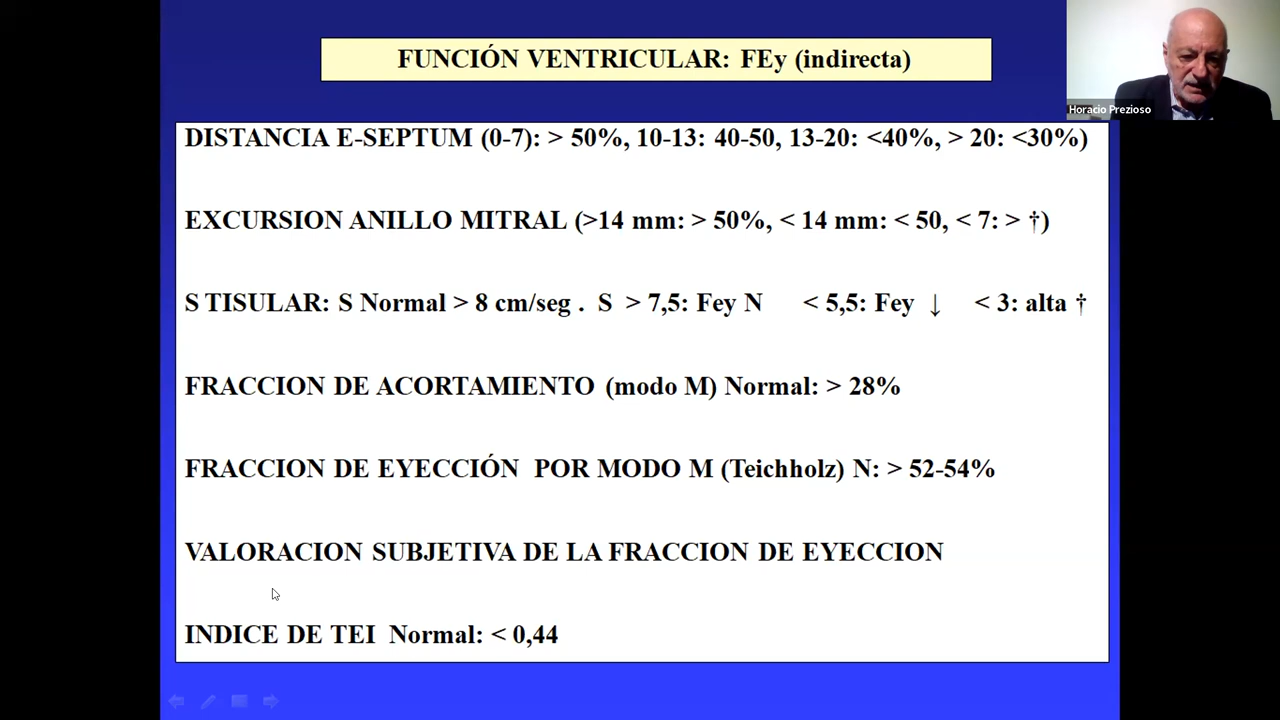 FUNCIÓN VENTRICULAR: FEy (indirecta)
Horacio Prezioso
DISTANCIA E-SEPTUM (0-7): > 50%, 10-13: 40-50, 13-20: <40%, > 20: <30%)
EXCURSION ANILLO MITRAL (>14 mm: > 50%, < 14 mm: < 50, < 7: > †)
S TISULAR: S Normal > 8 cm/seg . S > 7,5: Fey N < 5,5: Fey ↓ < 3: alta †
FRACCION DE ACORTAMIENTO (modo M) Normal: > 28%
FRACCION DE EYECCIÓN POR MODO M (Teichholz) N: > 52-54%
VALORACION SUBJETIVA DE LA FRACCION DE EYECCION
INDICE DE TEI Normal: < 0,44